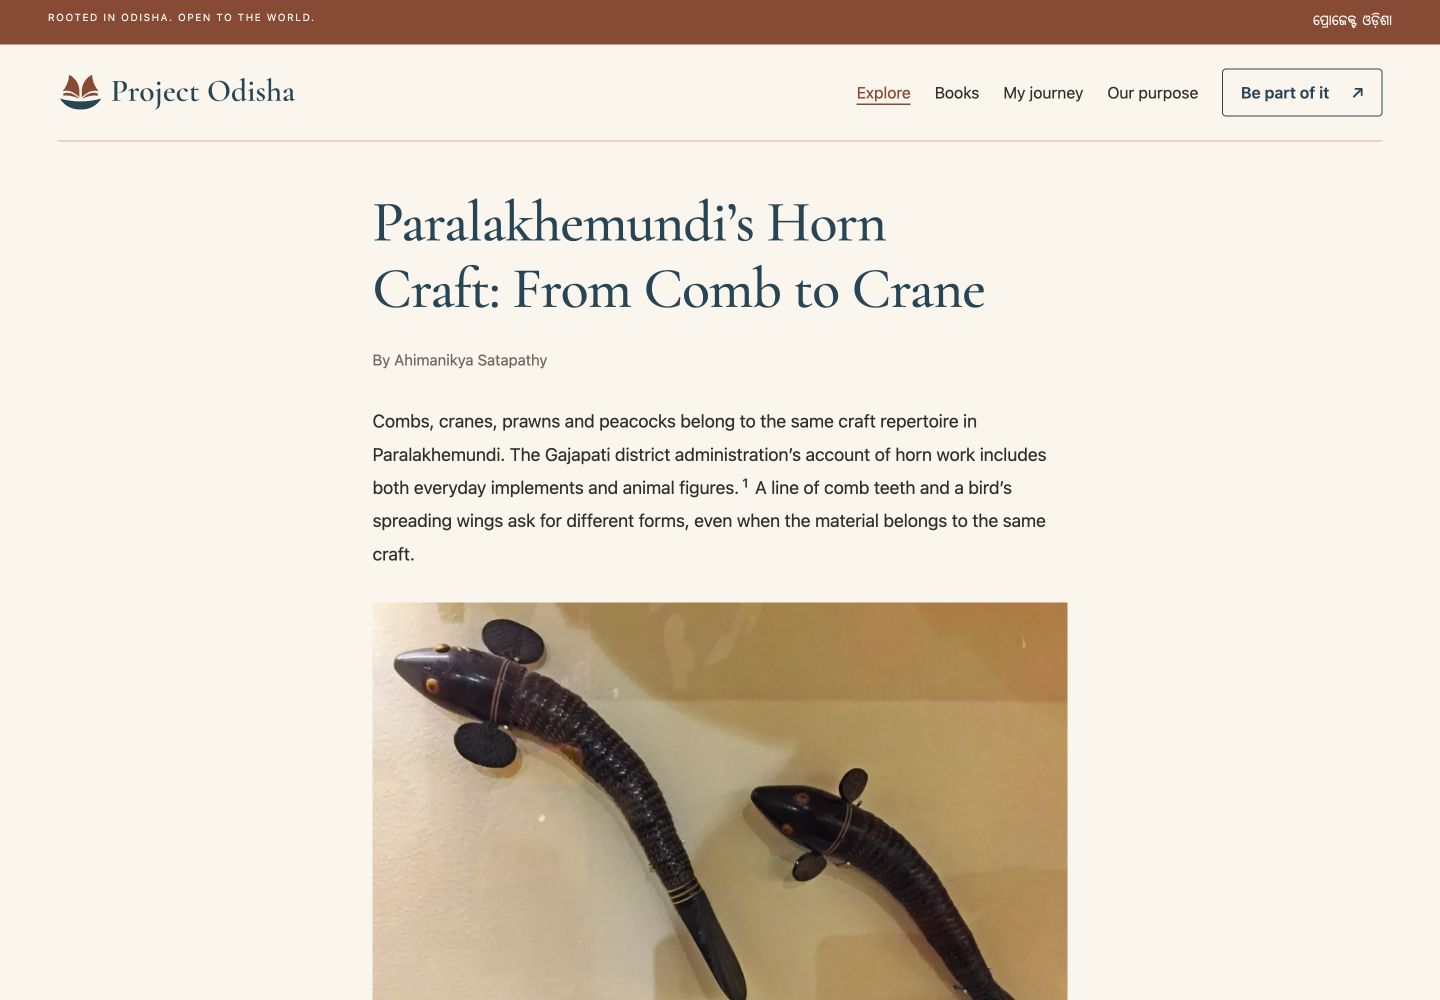 ROOTED IN ODISHA. OPEN TO THE WORLD.
ପ୍ରୋଜେକ୍ଟ ଓଡ଼ିଶା
Project Odisha
Explore
Books
My journey
Our purpose
Be part of it
Paralakhemundi’s Horn
Craft: From Comb to Crane
By Ahimanikya Satapathy
Combs, cranes, prawns and peacocks belong to the same craft repertoire in
Paralakhemundi. The Gajapati district administration’s account of horn work includes
both everyday implements and animal figures.1 A line of comb teeth and a bird’s
spreading wings ask for different forms, even when the material belongs to the same
craft.